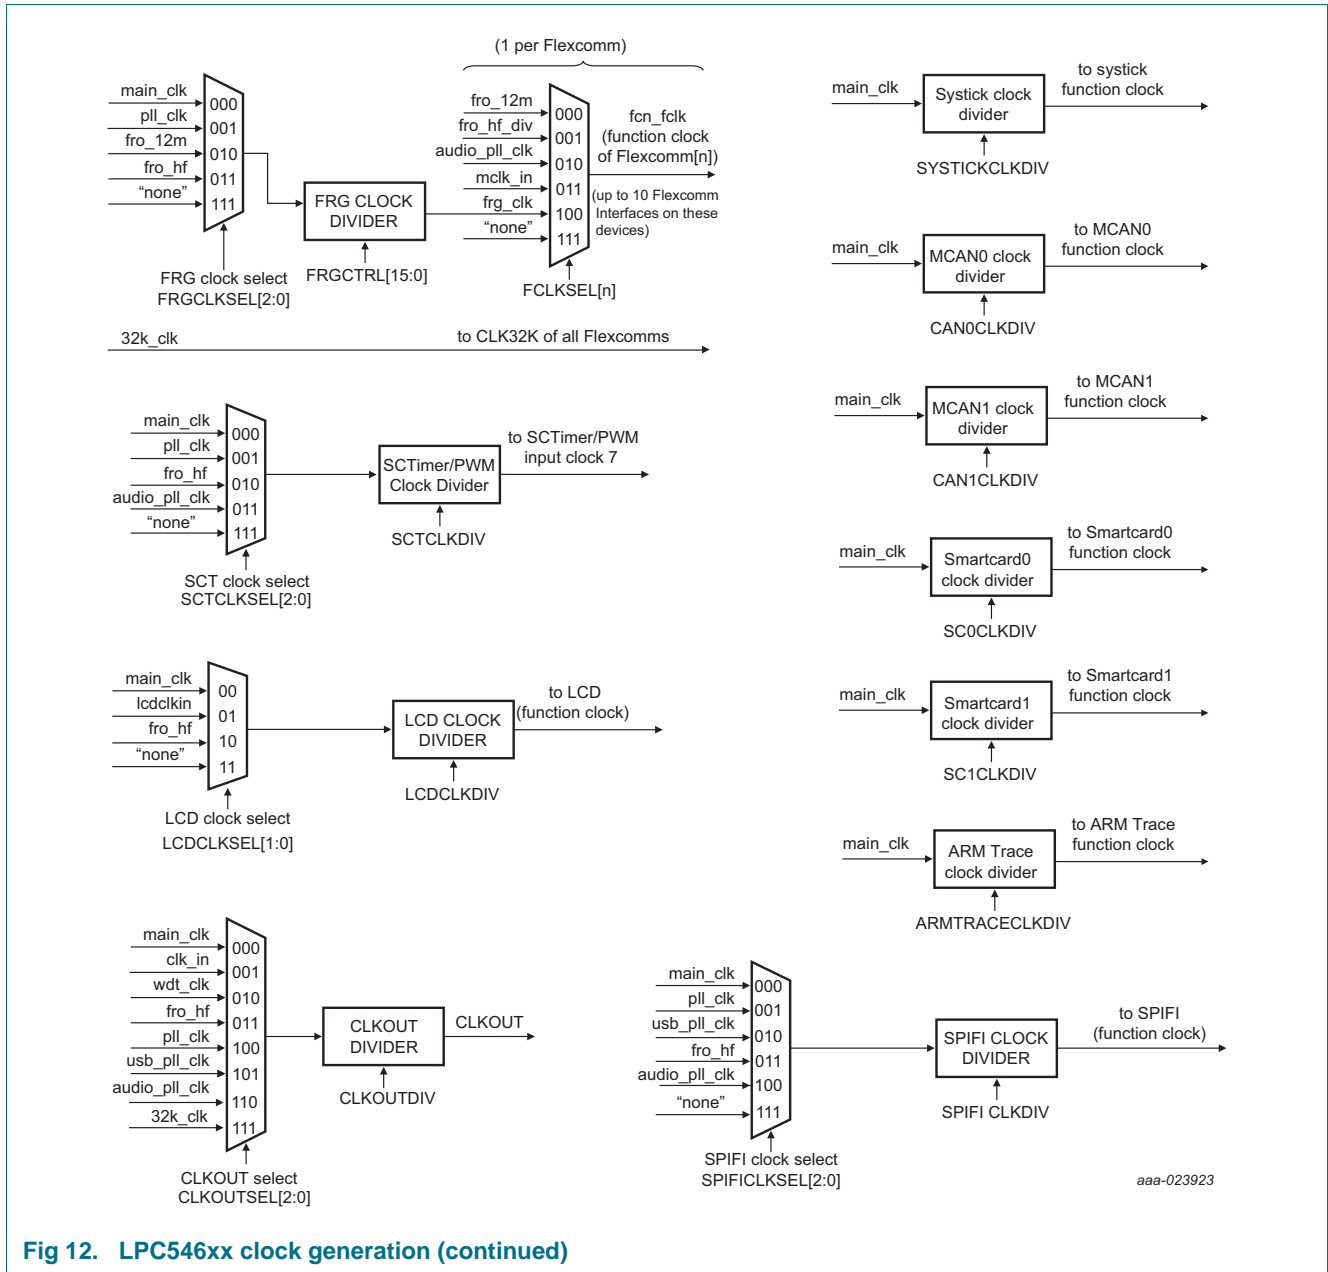 (1 per Flexcomm)
main_clk
pll_clk
fro_12m
fro_hf
“none”
000
001
010
011
111
FRG clock select
FRGCLKSEL[2:0]
FRG CLOCK
DIVIDER
FRGCTRL[15:0]
fro_12m
fro_hf_div
audio_pll_clk
mclk_in
frg_clk
“none”
000
001
010
011
100
111
FCLKSEL[n]
fcn_fclk
(function clock
of Flexcomm[n])
(up to 10 Flexcomm
Interfaces on these
devices)
32k_clk
to CLK32K of all Flexcomms
main_clk
pll_clk
fro_hf
audio_pll_clk
“none”
000
001
010
011
111
SCT clock select
SCTCLKSEL[2:0]
SCTimer/PWM
Clock Divider
SCTCLKDIV
to SCTimer/PWM
input clock 7
main_clk
lcdclkin
fro_hf
“none”
00
01
10
11
LCD clock select
LCDCLKSEL[1:0]
LCD CLOCK
DIVIDER
LCDCLKDIV
to LCD
(function clock)
main_clk
clk_in
wdt_clk
fro_hf
pll_clk
usb_pll_clk
audio_pll_clk
32k_clk
000
001
010
011
100
101
110
111
CLKOUT select
CLKOUTSEL[2:0]
CLKOUT
DIVIDER
CLKOUTDIV
CLKOUT
main_clk
Systick clock
divider
SYSTICKCLKDIV
to systick
function clock
main_clk
MCAN0 clock
divider
CAN0CLKDIV
to MCAN0
function clock
main_clk
MCAN1 clock
divider
CAN1CLKDIV
to MCAN1
function clock
main_clk
Smartcard0
clock divider
SC0CLKDIV
to Smartcard0
function clock
main_clk
Smartcard1
clock divider
SC1CLKDIV
to Smartcard1
function clock
main_clk
ARM Trace
clock divider
ARMTRACECLKDIV
to ARM Trace
function clock
main_clk
pll_clk
usb_pll_clk
fro_hf
audio_pll_clk
“none”
000
001
010
011
100
111
SPIFI clock select
SPIFICLKSEL[2:0]
SPIFI CLOCK
DIVIDER
SPIFI CLKDIV
to SPIFI
(function clock)
aaa-023923
Fig 12. LPC546xx clock generation (continued)